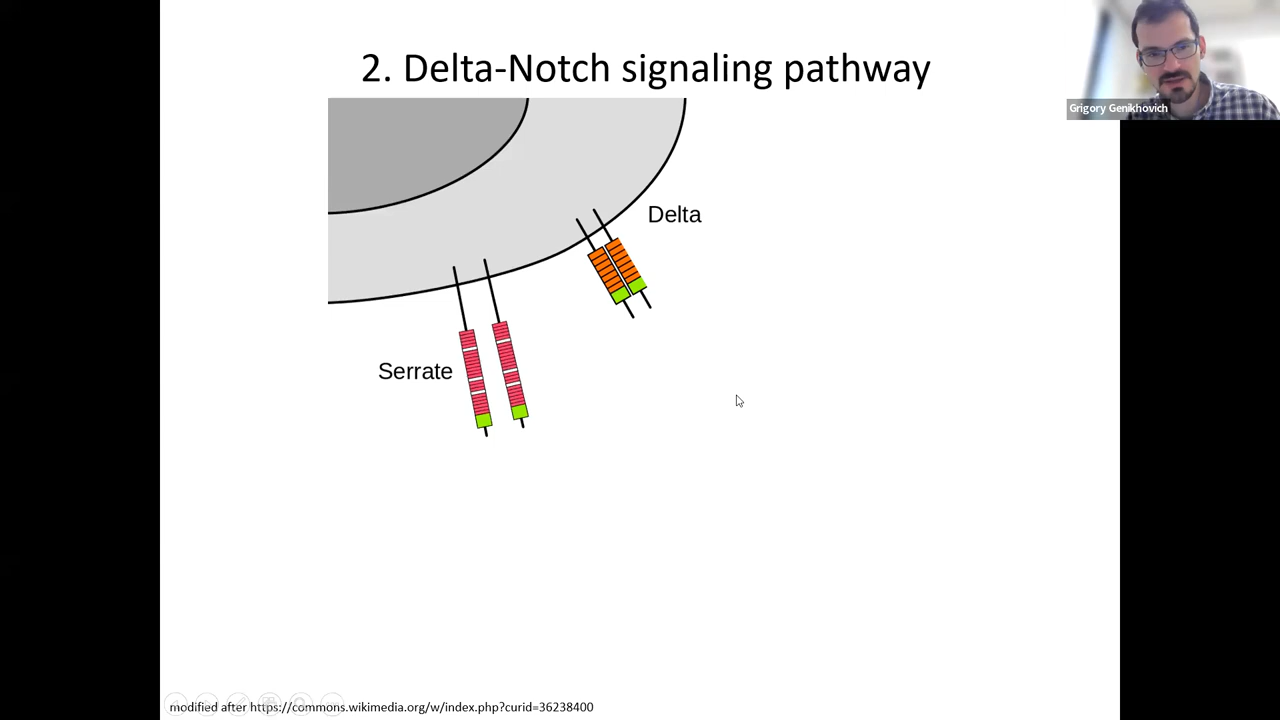 2. Delta-Notch signaling pathway
Grigory Genikhovich
Delta
Serrate
modified after https://commons.wikimedia.org/w/index.php?curid=36238400